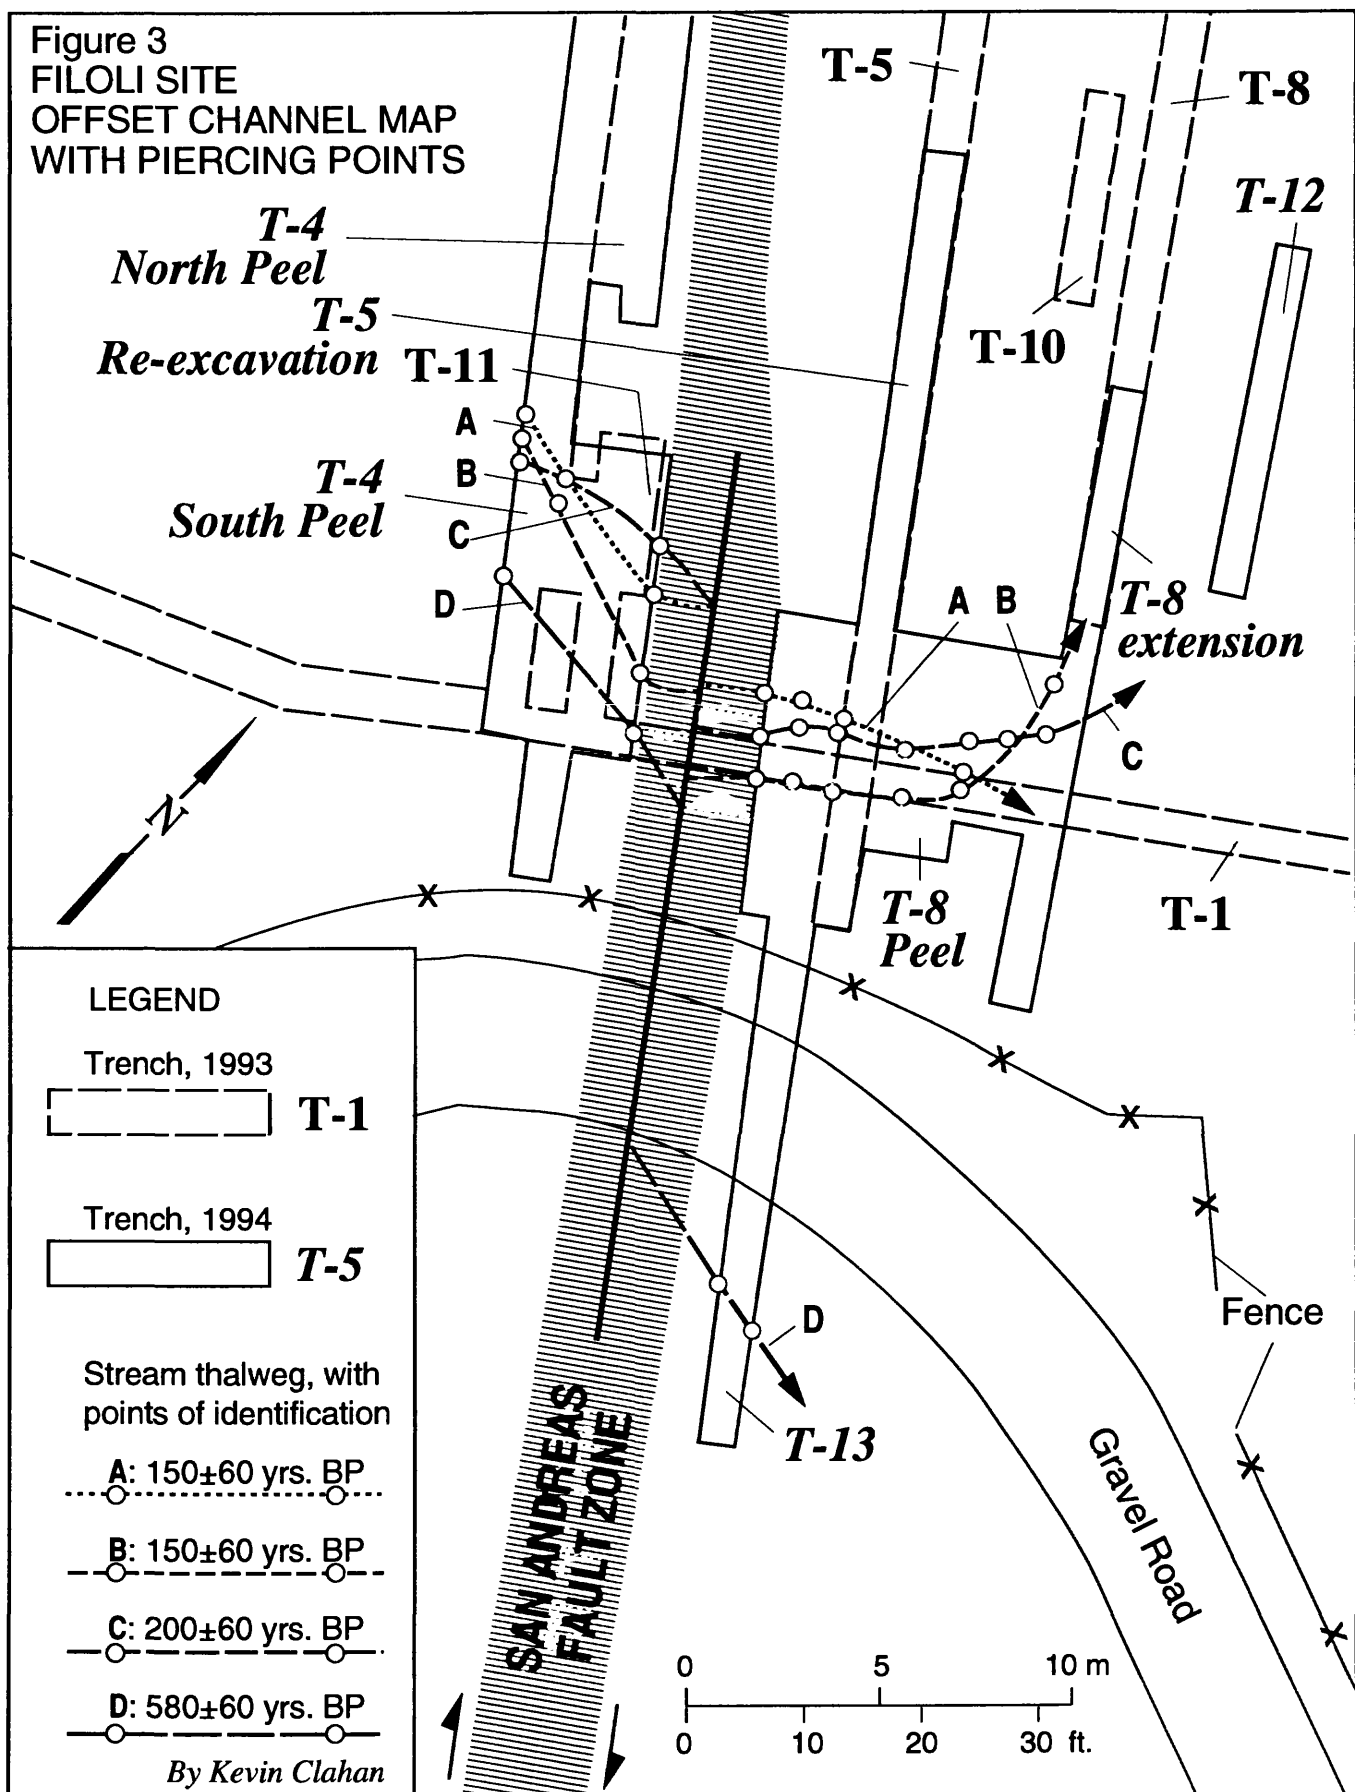 Figure 3
FILOLI SITE
OFFSET CHANNEL MAP
WITH PIERCING POINTS
T-5
T-8
T-12
T-4
North Peel
T-5
Re-excavation
T-11
T-10
A
B
T-4
South Peel
C
D
A B
T-8
extension
C
N
T-8
Peel
T-1
LEGEND
Trench, 1993
T-1
Trench, 1994
T-5
Stream thalweg, with
points of identification
A: 150±60 yrs. BP
B: 150±60 yrs. BP
C: 200±60 yrs. BP
D: 580±60 yrs. BP
By Kevin Clahan
Fence
D
T-13
SAN ANDREAS
FAULT ZONE
Gravel Road
0 5 10 m
0 10 20 30 ft.